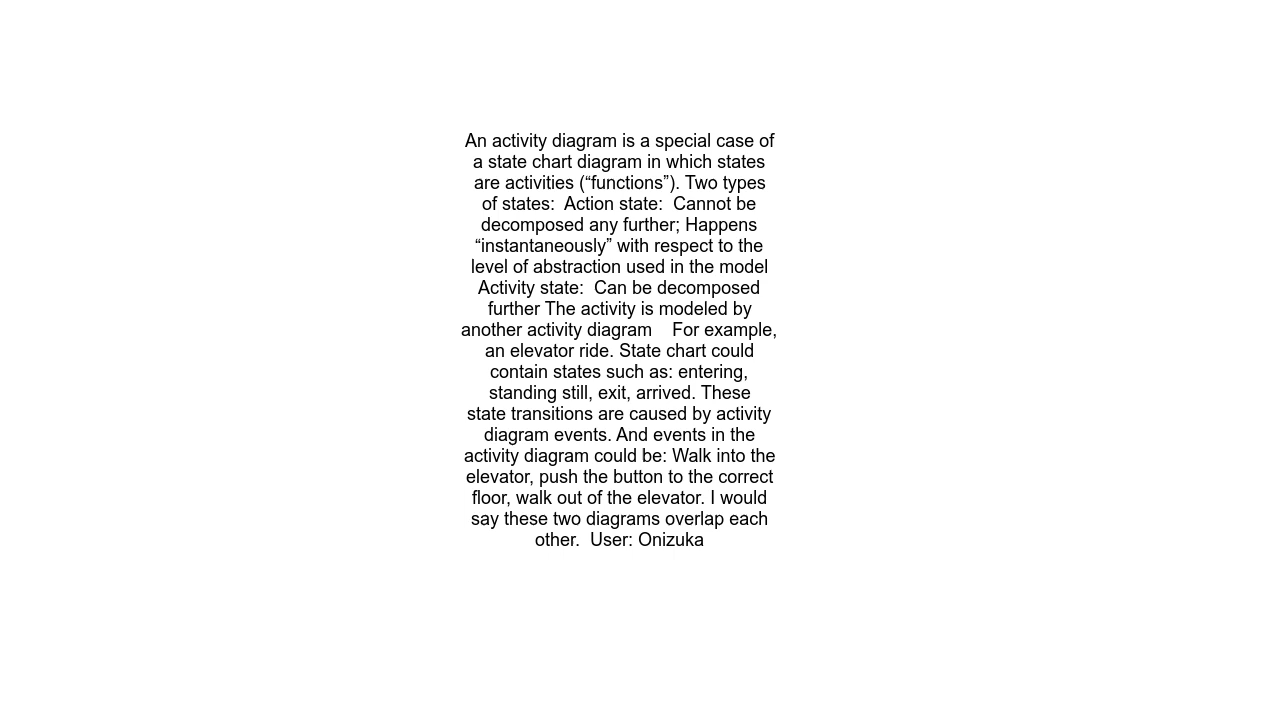 An activity diagram is a special case of
a state chart diagram in which states
are activities (“functions”). Two types
of states:  Action state:  Cannot be
decomposed any further; Happens
“instantaneously” with respect to the
level of abstraction used in the model
Activity state:  Can be decomposed
further The activity is modeled by
another activity diagram    For example,
an elevator ride. State chart could
contain states such as: entering,
standing still, exit, arrived. These
state transitions are caused by activity
diagram events. And events in the
activity diagram could be: Walk into the
elevator, push the button to the correct
floor, walk out of the elevator. I would
say these two diagrams overlap each
other.  User: Onizuka